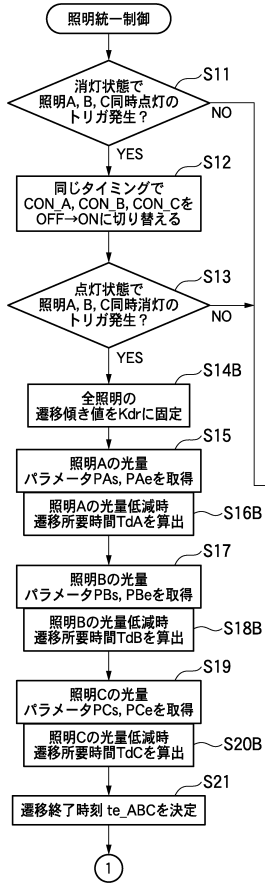 照明統一制御
S11
消灯状態で
照明A, B, C同時点灯の
トリガ発生？
NO
YES
S12
同じタイミングで
CON_A, CON_B, CON_Cを
OFF→ONに切り替える
S13
点灯状態で
照明A, B, C同時消灯の
トリガ発生？
NO
YES
S14B
全照明の
遷移傾き値をKdrに固定
S15
照明Aの光量
パラメータPAs, PAeを取得
照明Aの光量低減時
遷移所要時間TdAを算出
S16B
S17
照明Bの光量
パラメータPBs, PBeを取得
照明Bの光量低減時
遷移所要時間TdBを算出
S18B
S19
照明Cの光量
パラメータPCs, PCeを取得
照明Cの光量低減時
遷移所要時間TdCを算出
S20B
S21
遷移終了時刻 te_ABCを決定
1